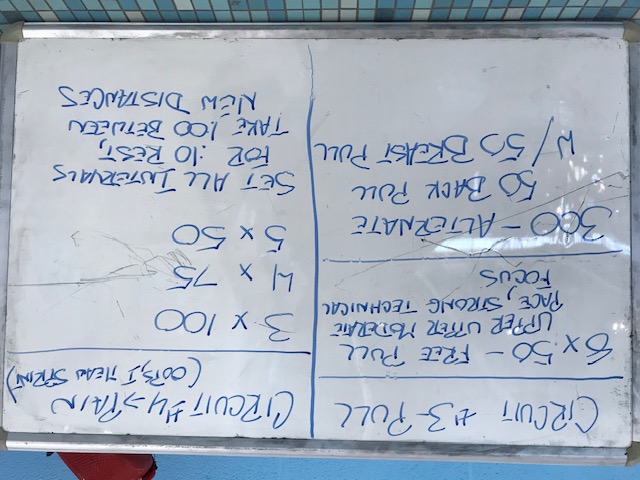 CIRCUIT #3-PULL
8 x 50 - FREE PULL
UPPER UPPER MODERATE
PACE, STRONG TECHNICAL
FOCUS
300 - ALTERNATE
50 BACK PULL
W/ 50 BREAST PULL
CIRCUIT #4 → PAIN
(OOPS, I MEAN SPRINT)
3 x 100
4 x 75
5 x 50
SET ALL INTERVALS
FOR :10 REST,
TAKE 1:00 BETWEEN
NEW DISTANCES